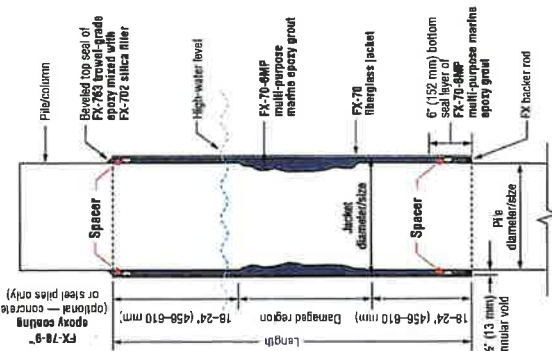 Pile/column
Beveled top seal of
FX-763 trowel-grade
epoxy mixed with
FX-702 silica filler
High-water level
FX-70-6MP
multi-purpose
marine epoxy grout
FX-70
fiberglass jacket
6" (152 mm) bottom
seal layer of
FX-70-6MP
multi-purpose marine
epoxy grout
FX backer rod
Spacer
Jacket
diameter/size
Spacer
Pile
diameter/size
FX-70-9™
epoxy coating
(optional — concrete
or steel piles only)
18–24" (456–610 mm)
Damaged region
18–24" (456–610 mm)
Length
½" (13 mm)
annular void